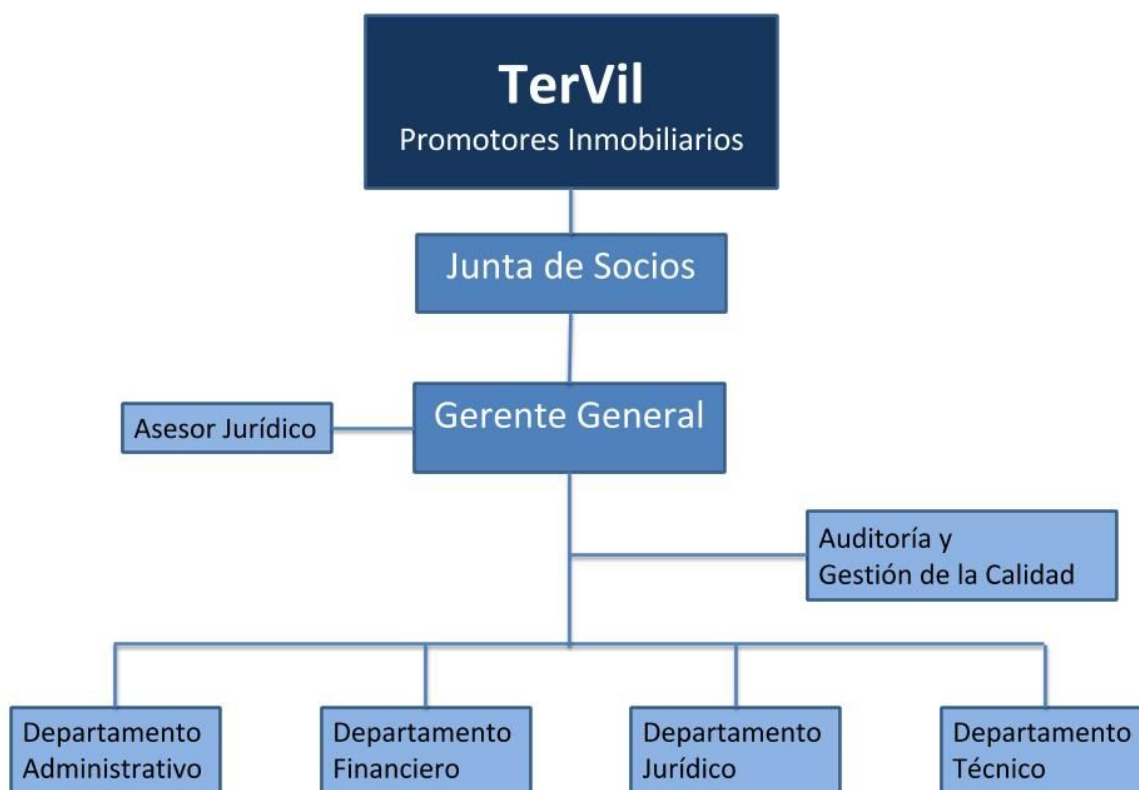 TerVil
Promotores Inmobiliarios
Junta de Socios
Gerente General
Asesor Jurídico
Auditoría y
Gestión de la Calidad
Departamento
Administrativo
Departamento
Financiero
Departamento
Jurídico
Departamento
Técnico